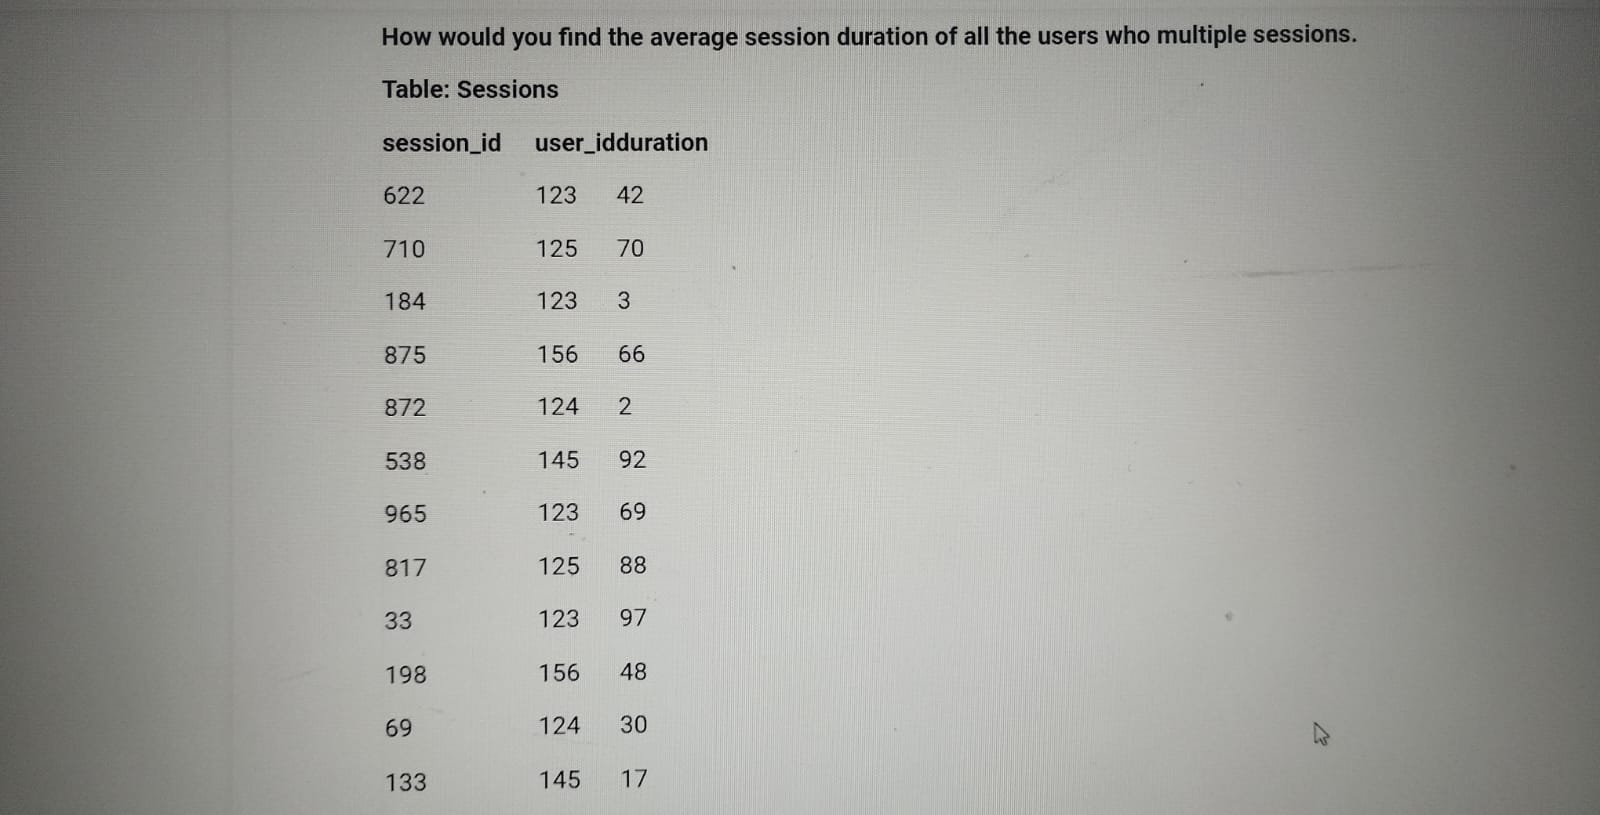 How would you find the average session duration of all the users who multiple sessions.
Table: Sessions
session_id user_idduration
622 123 42
710 125 70
184 123 3
875 156 66
872 124 2
538 145 92
965 123 69
817 125 88
33 123 97
198 156 48
69 124 30
133 145 17